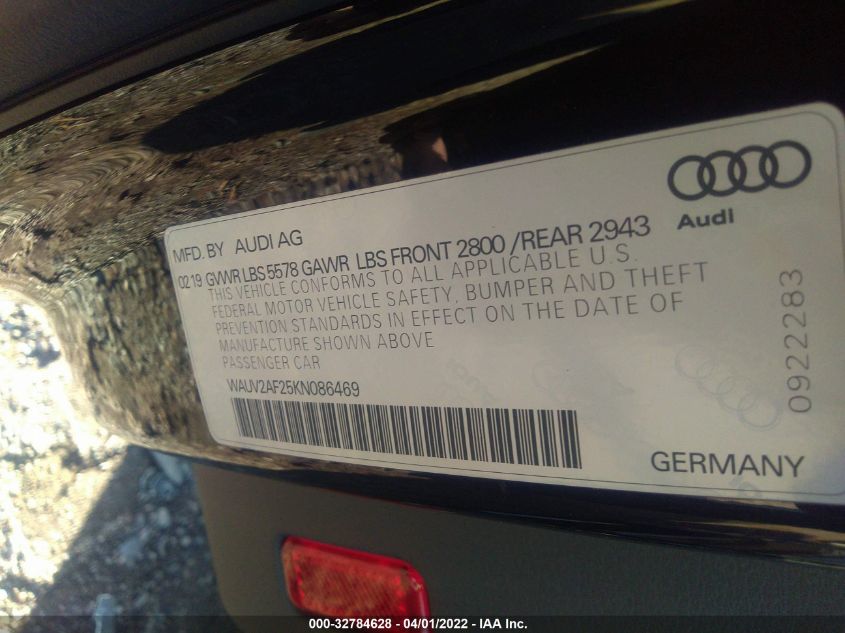 MFD. BY AUDI AG
Audi
02 19 GVWR LBS 5578 GAWR LBS FRONT 2800 /REAR 2943
THIS VEHICLE CONFORMS TO ALL APPLICABLE U.S.
FEDERAL MOTOR VEHICLE SAFETY, BUMPER AND THEFT
PREVENTION STANDARDS IN EFFECT ON THE DATE OF
MANUFACTURE SHOWN ABOVE
PASSENGER CAR
WAUV2AF25KN086469
0922283
GERMANY
000-32784628 - 04/01/2022 - IAA Inc.